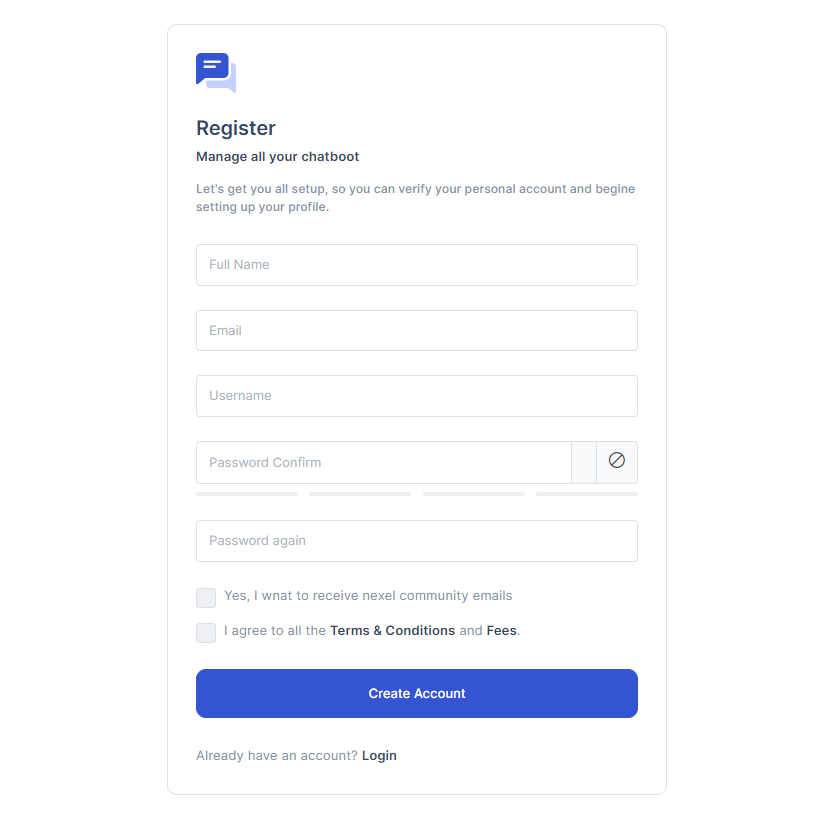 Register
Manage all your chatboot
Let's get you all setup, so you can verify your personal account and begine
setting up your profile.
Full Name
Email
Username
Password Confirm
Password again
Yes, I wnat to receive nexel community emails
I agree to all the Terms & Conditions and Fees.
Create Account
Already have an account? Login